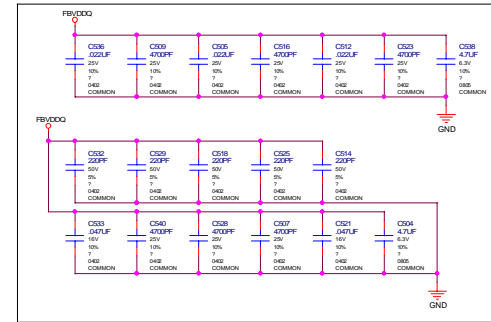 FBVDDQ
C536 C509 C505 C516 C512 C523 C538
.022UF 4700PF .022UF 4700PF .022UF 4700PF 4.7UF
25V 25V 25V 25V 25V 25V 6.3V
10% 10% 10% 10% 10% 10% 10%
? ? ? ? ? ? ?
0402 0402 0402 0402 0402 0402 0805
COMMON COMMON COMMON COMMON COMMON COMMON COMMON
GND
FBVDDQ
C532 C529 C518 C525 C514
220PF 220PF 220PF 220PF 220PF
50V 50V 50V 50V 50V
5% 5% 5% 5% 5%
? ? ? ? ?
0402 0402 0402 0402 0402
COMMON COMMON COMMON COMMON COMMON
C533 C540 C528 C507 C521 C504
.047UF 4700PF 4700PF 4700PF .047UF 4.7UF
16V 25V 25V 25V 16V 6.3V
10% 10% 10% 10% 10% 10%
? ? ? ? ? ?
0402 0402 0402 0402 0402 0805
COMMON COMMON COMMON COMMON COMMON COMMON
GND